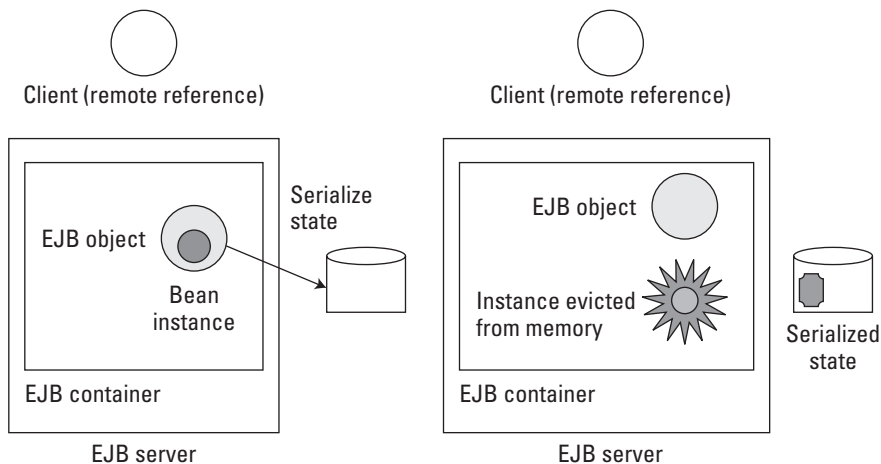 Client (remote reference)
Serialize
state
EJB object
Bean
instance
EJB container
EJB server
Client (remote reference)
EJB object
Instance evicted
from memory
Serialized
state
EJB container
EJB server